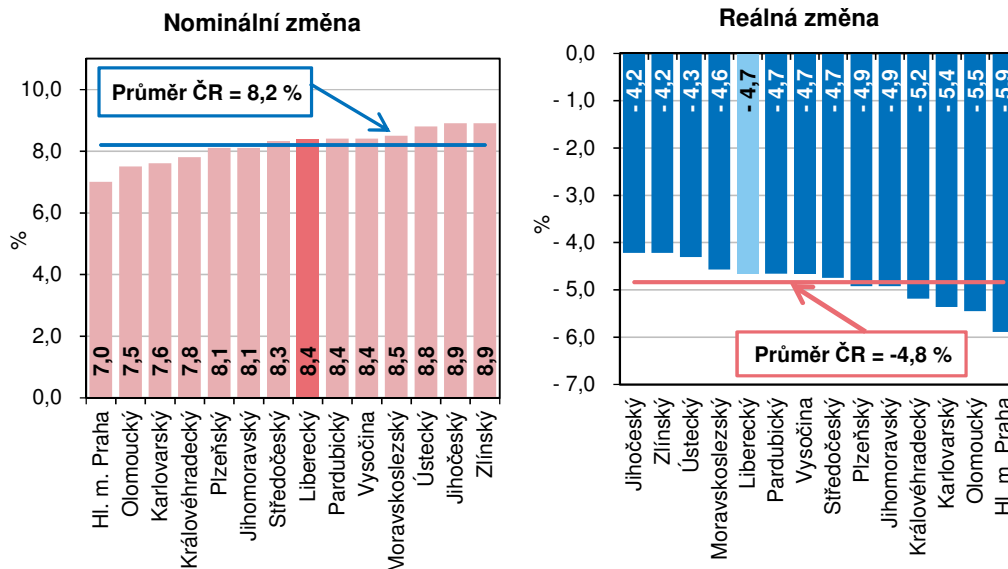 Nominální změna
10,0
8,0
6,0
4,0
2,0
0,0
%
Průměr ČR = 8,2 %
7,0
7,5
7,6
7,8
8,1
8,1
8,3
8,4
8,4
8,4
8,5
8,8
8,9
8,9
Hl. m. Praha
Olomoucký
Karlovarský
Královéhradecký
Plzeňský
Jihomoravský
Středočeský
Liberecký
Pardubický
Vysočina
Moravskoslezský
Ústecký
Jihočeský
Zlínský
Reálná změna
0,0
- 1,0
- 2,0
- 3,0
- 4,0
- 5,0
- 6,0
- 7,0
%
- 4,2
- 4,2
- 4,3
- 4,6
- 4,7
- 4,7
- 4,7
- 4,7
- 4,9
- 4,9
- 5,2
- 5,4
- 5,5
- 5,9
Průměr ČR = -4,8 %
Jihočeský
Zlínský
Ústecký
Moravskoslezský
Liberecký
Pardubický
Vysočina
Středočeský
Plzeňský
Jihomoravský
Královéhradecký
Karlovarský
Olomoucký
Hl. m. Praha